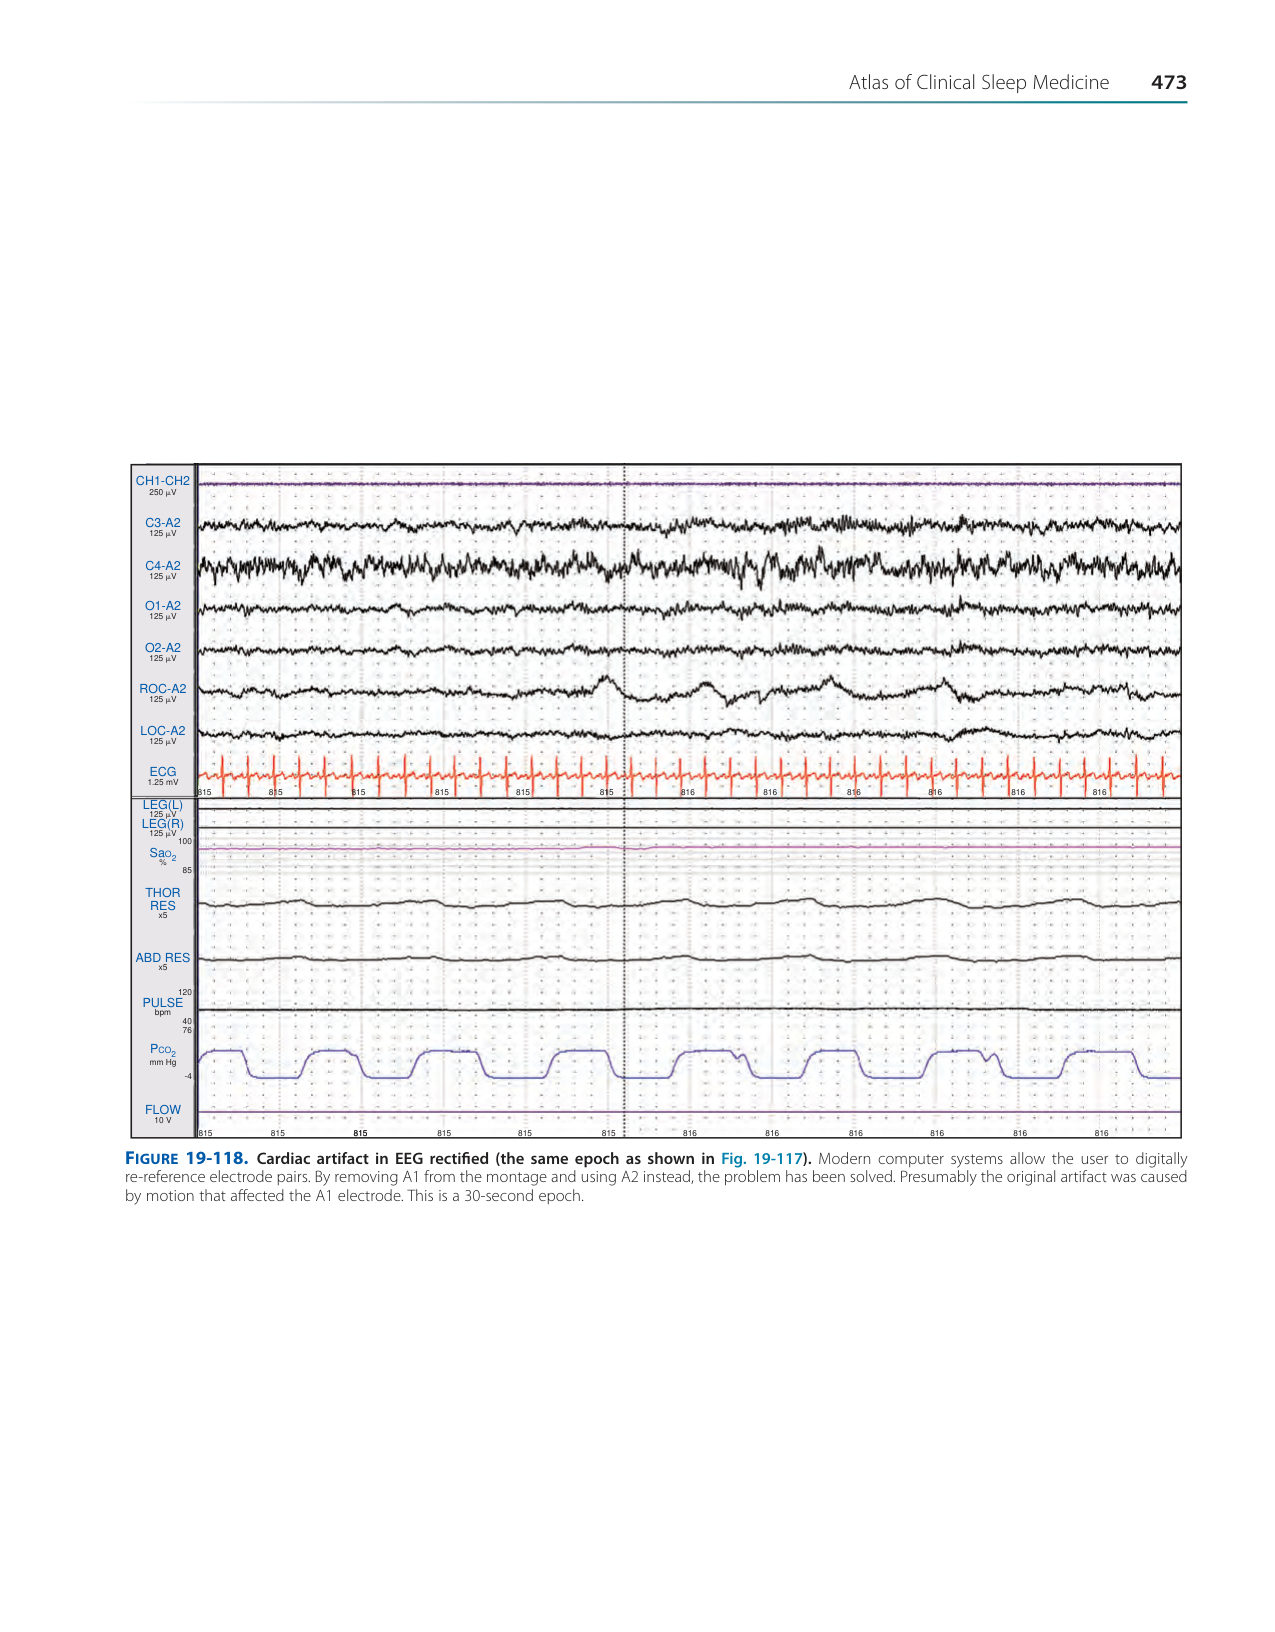 Atlas of Clinical Sleep Medicine 473
CH1-CH2
250 µV
C3-A2
125 µV
C4-A2
125 µV
O1-A2
125 µV
O2-A2
125 µV
ROC-A2
125 µV
LOC-A2
125 µV
ECG
1.25 mV
815 815 815 815 815 815 816 816 816 816 816 816
LEG(L)
125 µV
LEG(R)
125 µV
100
SaO2
%
85
THOR
RES
x5
ABD RES
x5
120
PULSE
bpm
40
76
PCO2
mm Hg
-4
FLOW
10 V
815 815 815 815 815 815 816 816 816 816 816 816
FIGURE 19-118. Cardiac artifact in EEG rectified (the same epoch as shown in Fig. 19-117). Modern computer systems allow the user to digitally
re-reference electrode pairs. By removing A1 from the montage and using A2 instead, the problem has been solved. Presumably the original artifact was caused
by motion that affected the A1 electrode. This is a 30-second epoch.